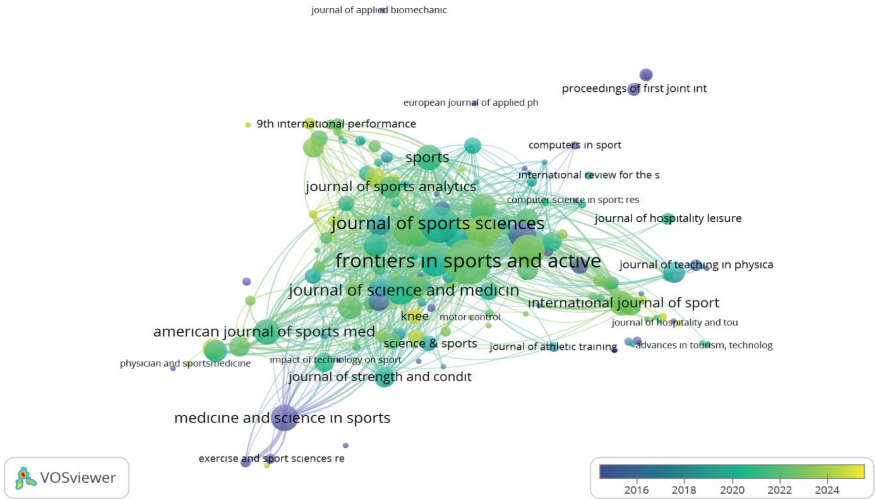 journal of applied biomechanic
proceedings of first joint int
european journal of applied ph
9th international performance
computers in sport
sports
international review for the s
journal of sports analytics
computer science in sport: res
journal of hospitality leisure
journal of sports sciences
frontiers in sports and active
journal of teaching in physica
journal of science and medicin
international journal of sport
knee
motor control
journal of hospitality and tou
american journal of sports med
science & sports
journal of athletic training
advances in tourism, technolog
physician and sportsmedicine
impact of technology on sport
journal of strength and condit
medicine and science in sports
exercise and sport sciences re
VOSviewer
2016 2018 2020 2022 2024